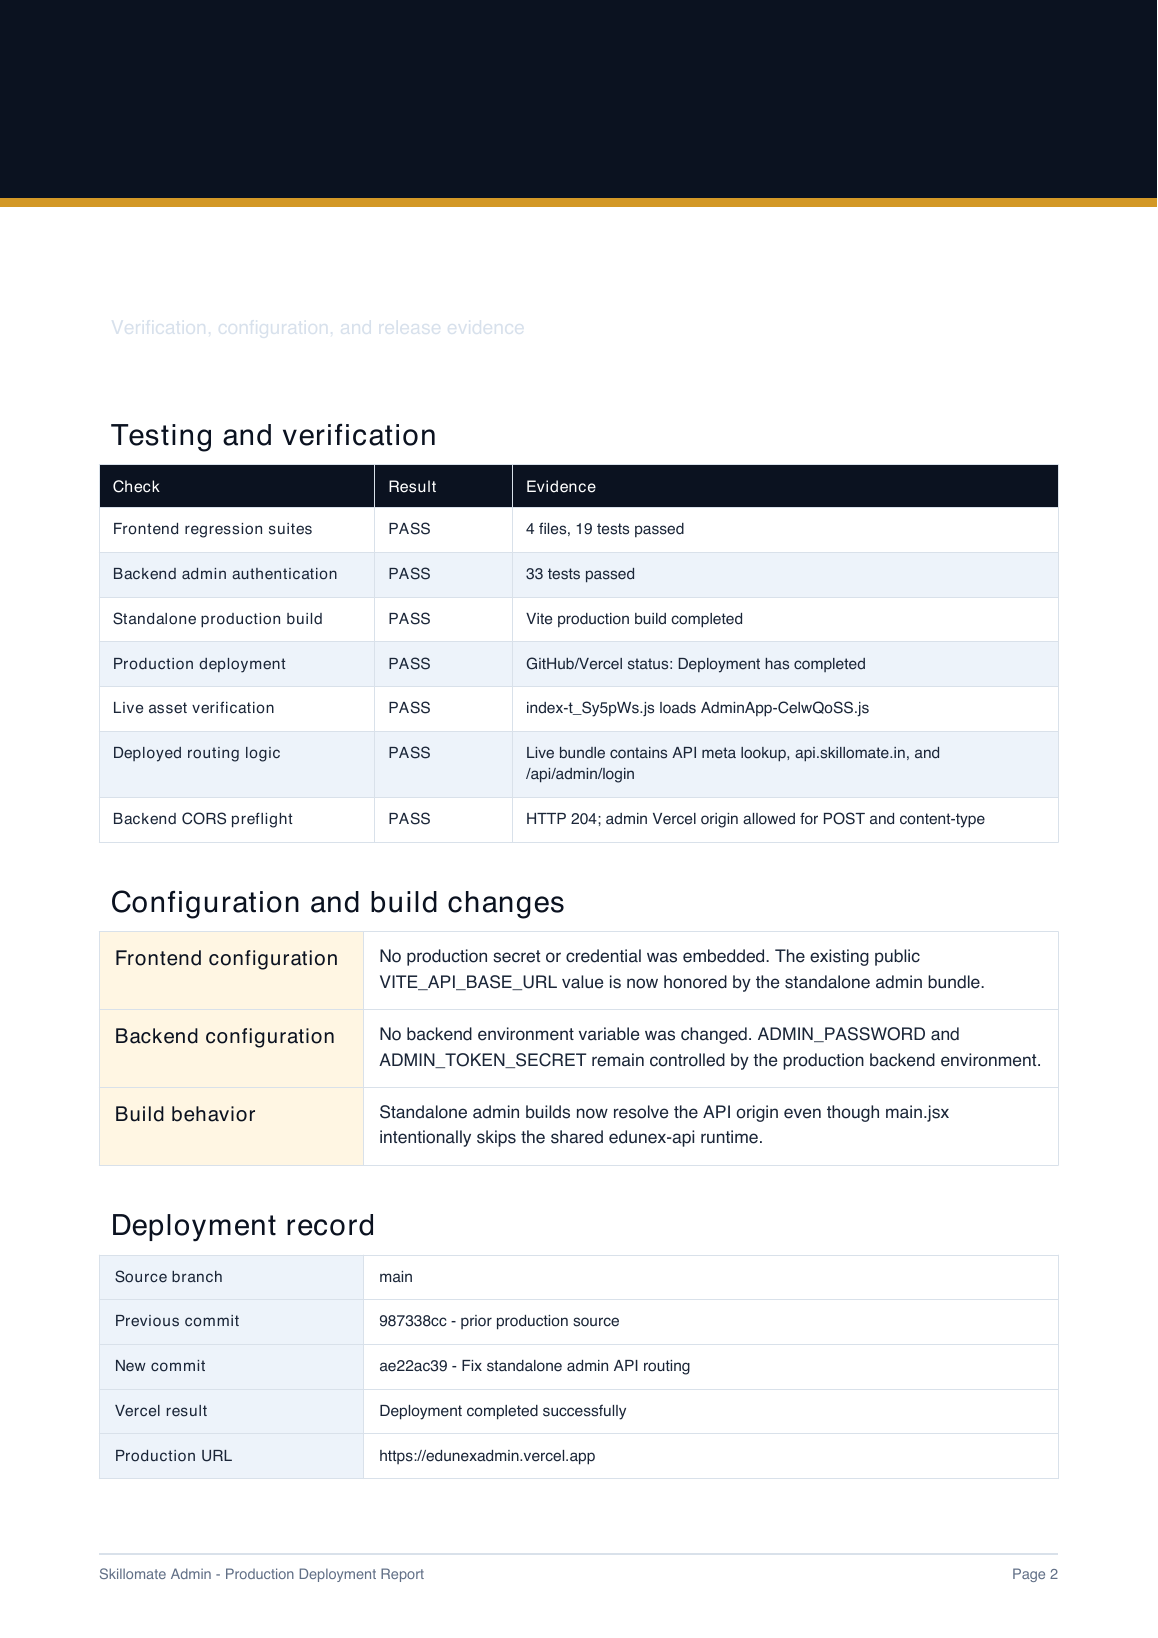 Verification, configuration, and release evidence
Testing and verification
Check Result Evidence
Frontend regression suites PASS 4 files, 19 tests passed
Backend admin authentication PASS 33 tests passed
Standalone production build PASS Vite production build completed
Production deployment PASS GitHub/Vercel status: Deployment has completed
Live asset verification PASS index-t_Sy5pWs.js loads AdminApp-CelwQoSS.js
Deployed routing logic PASS Live bundle contains API meta lookup, api.skillomate.in, and
/api/admin/login
Backend CORS preflight PASS HTTP 204; admin Vercel origin allowed for POST and content-type
Configuration and build changes
Frontend configuration No production secret or credential was embedded. The existing public
VITE_API_BASE_URL value is now honored by the standalone admin bundle.
Backend configuration No backend environment variable was changed. ADMIN_PASSWORD and
ADMIN_TOKEN_SECRET remain controlled by the production backend environment.
Build behavior Standalone admin builds now resolve the API origin even though main.jsx
intentionally skips the shared edunex-api runtime.
Deployment record
Source branch main
Previous commit 987338cc - prior production source
New commit ae22ac39 - Fix standalone admin API routing
Vercel result Deployment completed successfully
Production URL https://edunexadmin.vercel.app
Skillomate Admin - Production Deployment Report Page 2